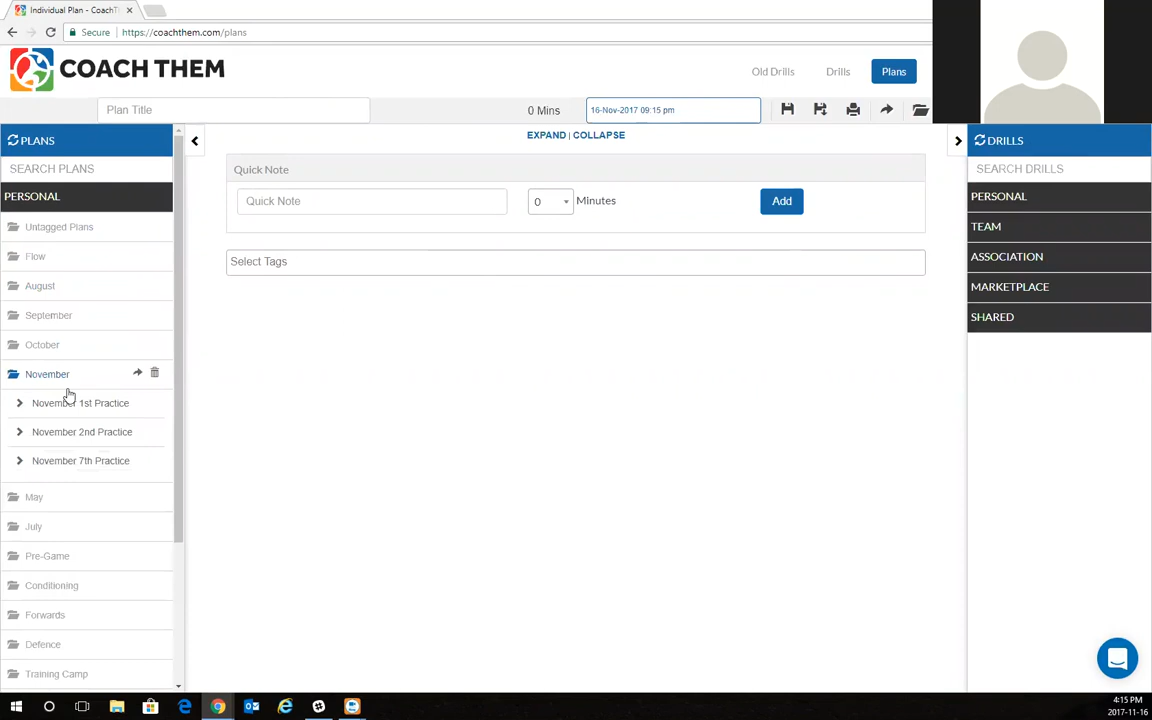 Individual Plan - CoachT
Secure
https://coachthem.com/plans
COACH THEM
Old Drills
Drills
Plans
Plan Title
0 Mins
16-Nov-2017 09:15 pm
PLANS
EXPAND | COLLAPSE
DRILLS
SEARCH PLANS
Quick Note
SEARCH DRILLS
PERSONAL
Quick Note
0
Minutes
Add
PERSONAL
Untagged Plans
TEAM
Flow
Select Tags
ASSOCIATION
August
MARKETPLACE
September
SHARED
October
November
November 1st Practice
November 2nd Practice
November 7th Practice
May
July
Pre-Game
Conditioning
Forwards
Defence
Training Camp
4:15 PM
2017-11-16